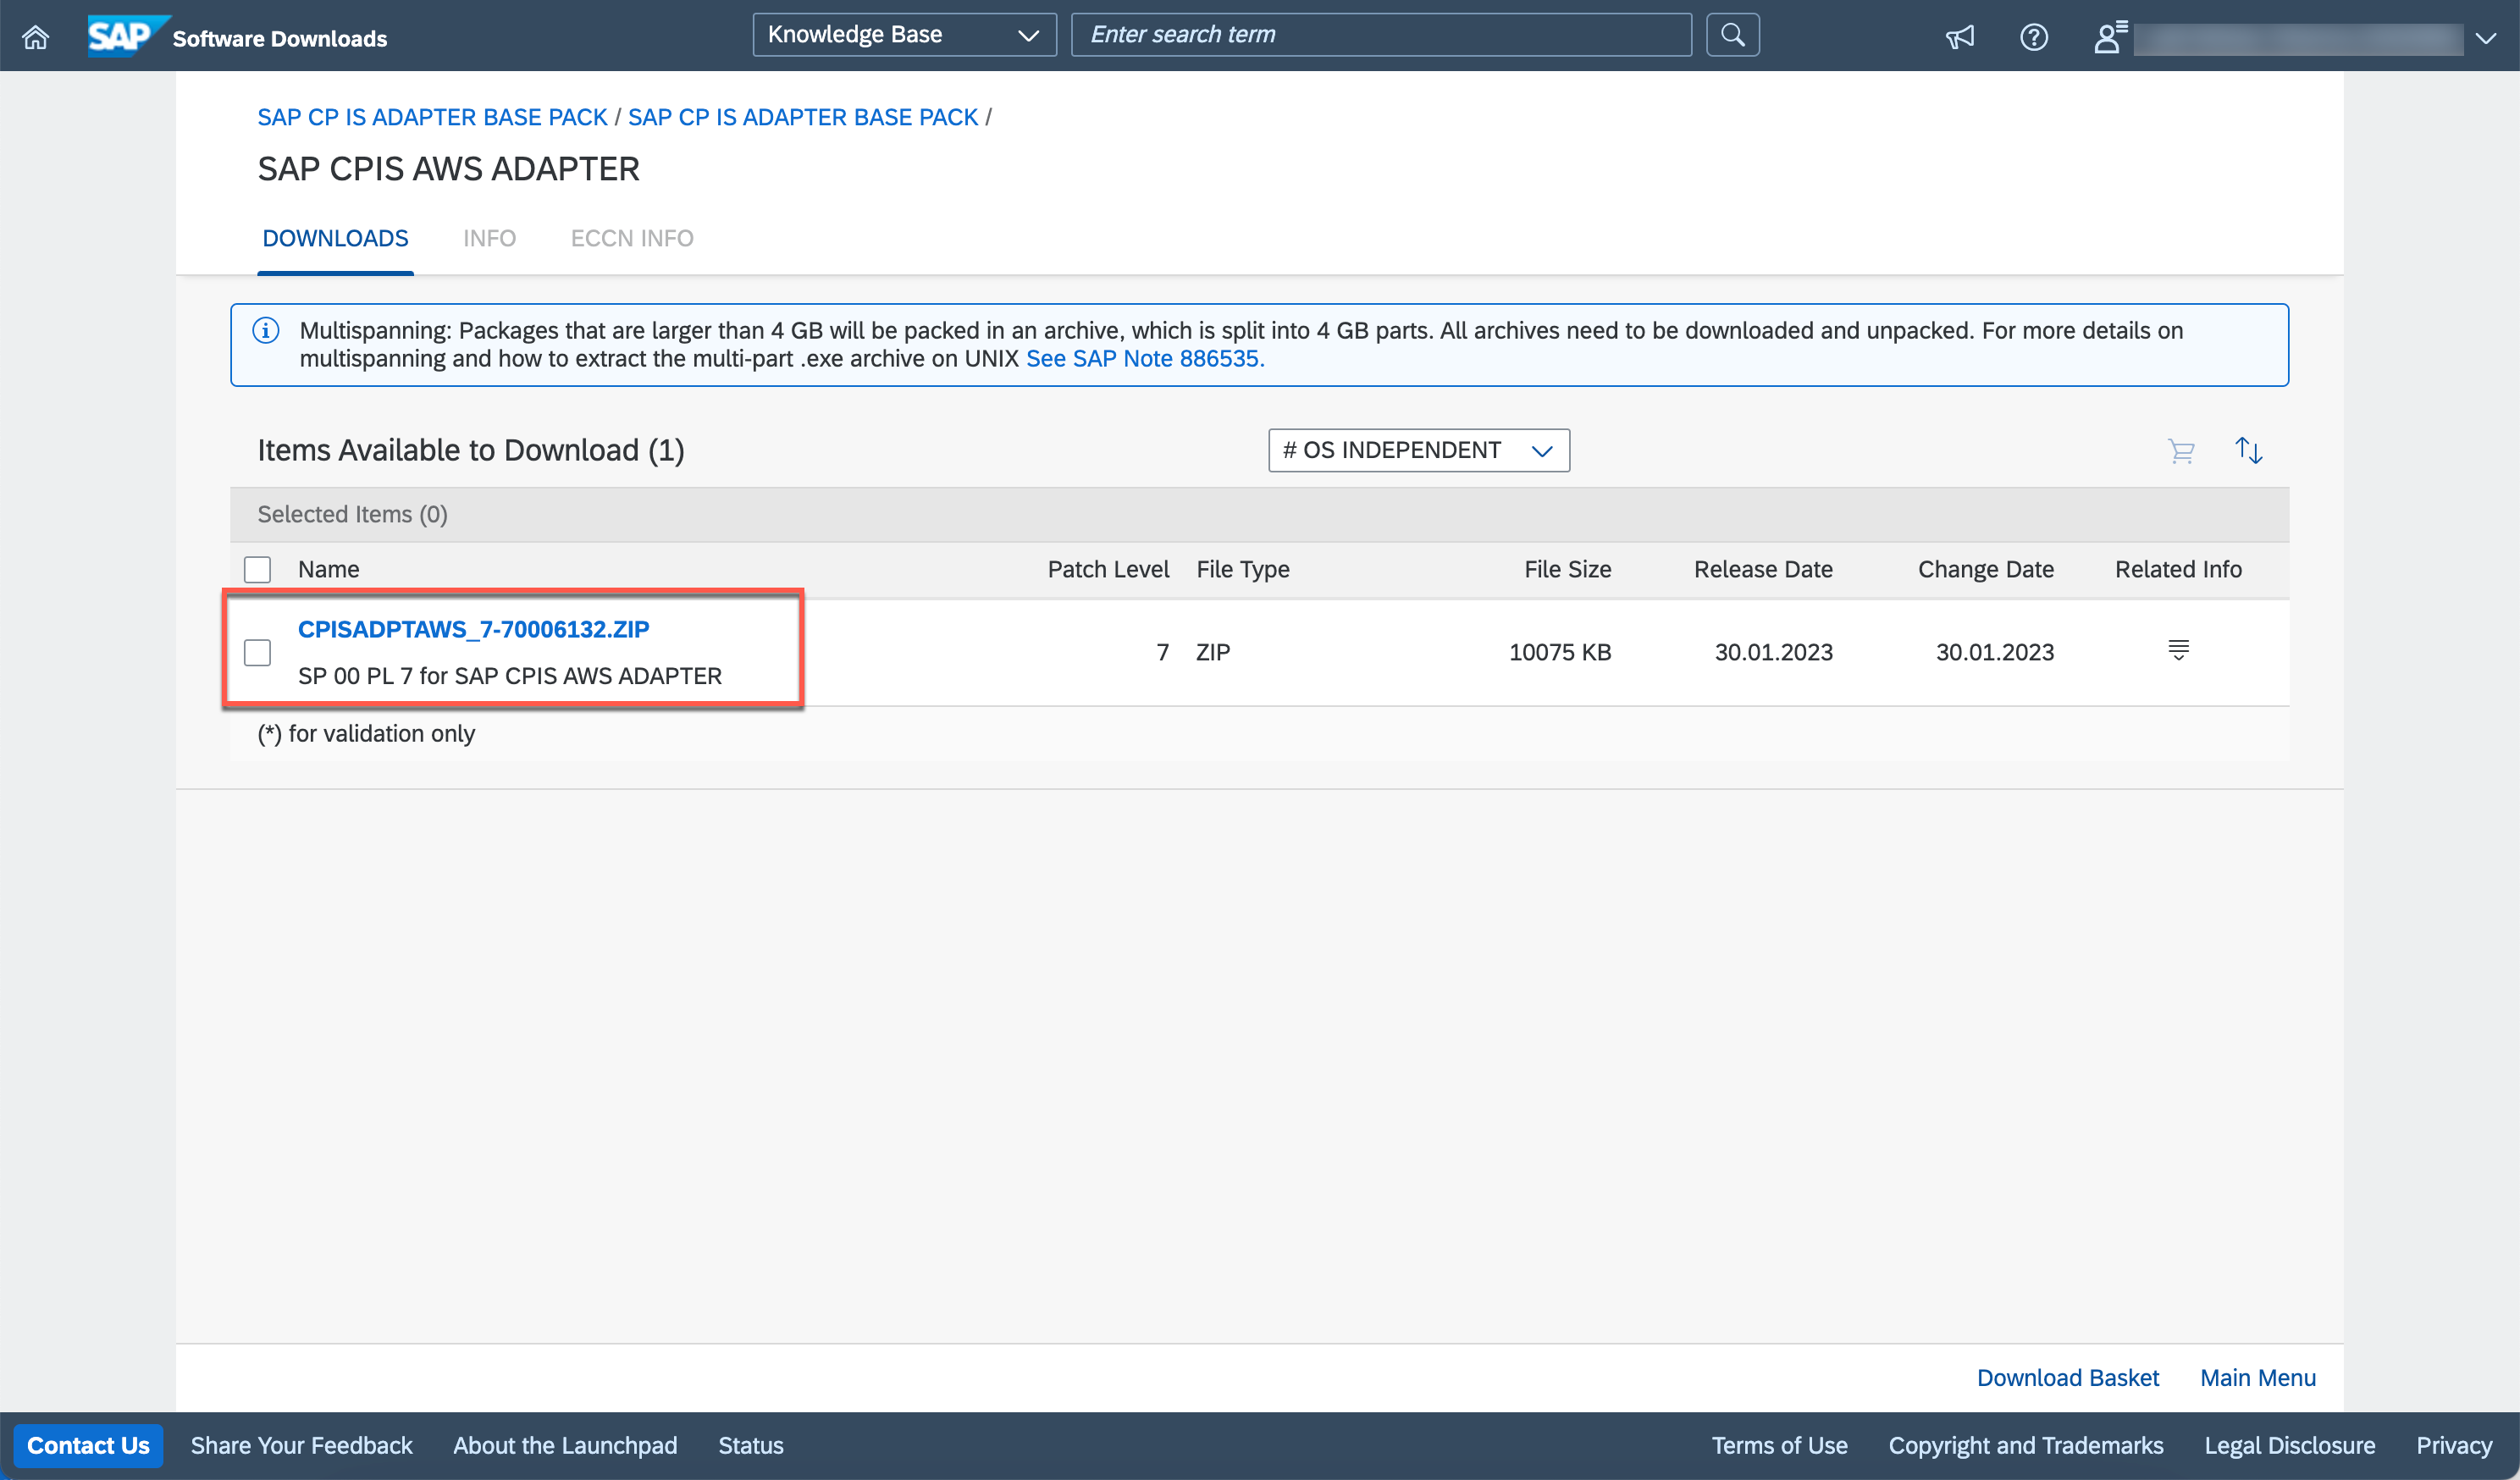 SAP Software Downloads
Knowledge Base
Enter search term
SAP CP IS ADAPTER BASE PACK / SAP CP IS ADAPTER BASE PACK /
SAP CPIS AWS ADAPTER
DOWNLOADS INFO ECCN INFO
Multispanning: Packages that are larger than 4 GB will be packed in an archive, which is split into 4 GB parts. All archives need to be downloaded and unpacked. For more details on
multispanning and how to extract the multi-part .exe archive on UNIX See SAP Note 886535.
Items Available to Download (1)
# OS INDEPENDENT
Selected Items (0)
Name Patch Level File Type File Size Release Date Change Date Related Info
CPISADPTAWS_7-70006132.ZIP
SP 00 PL 7 for SAP CPIS AWS ADAPTER
7 ZIP 10075 KB 30.01.2023 30.01.2023
(*) for validation only
Download Basket Main Menu
Contact Us Share Your Feedback About the Launchpad Status Terms of Use Copyright and Trademarks Legal Disclosure Privacy